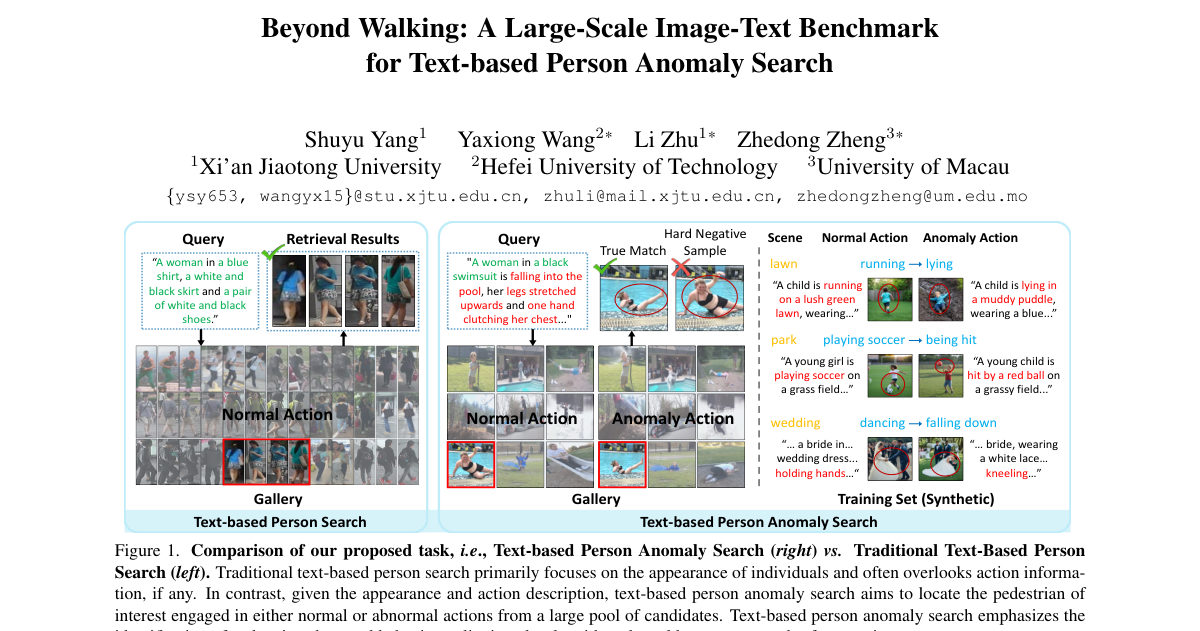 Beyond Walking: A Large-Scale Image-Text Benchmark
for Text-based Person Anomaly Search
Shuyu Yang1 Yaxiong Wang2* Li Zhu1* Zhedong Zheng3*
1Xi'an Jiaotong University 2Hefei University of Technology 3University of Macau
{ysy653, wangyx15}@stu.xjtu.edu.cn, zhuli@mail.xjtu.edu.cn, zhedongzheng@um.edu.mo
Query
Retrieval Results
"A woman in a blue
shirt, a white and
black skirt and a pair
of white and black
shoes."
Normal Action
Gallery
Text-based Person Search
Query
True Match
Hard Negative
Sample
"A woman in a black
swimsuit is falling into the
pool, her legs stretched
upwards and one hand
clutching her chest..."
Normal Action
Anomaly Action
Gallery
Scene Normal Action Anomaly Action
lawn running → lying
"A child is running
on a lush green
lawn, wearing..."
"A child is lying in
a muddy puddle,
wearing a blue..."
park playing soccer → being hit
"A young girl is
playing soccer on
a grass field..."
"A young child is
hit by a red ball on
a grassy field..."
wedding dancing → falling down
"... a bride in...
wedding dress...
holding hands..."
"... bride, wearing
a white lace...
kneeling..."
Training Set (Synthetic)
Text-based Person Anomaly Search
Figure 1. Comparison of our proposed task, i.e., Text-based Person Anomaly Search (right) vs. Traditional Text-Based Person
Search (left). Traditional text-based person search primarily focuses on the appearance of individuals and often overlooks action informa-
tion, if any. In contrast, given the appearance and action description, text-based person anomaly search aims to locate the pedestrian of
interest engaged in either normal or abnormal actions from a large pool of candidates. Text-based person anomaly search emphasizes the